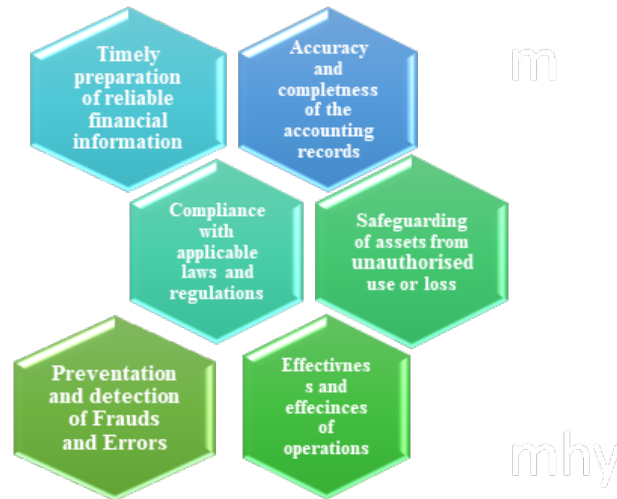 Timely
preparation
of reliable
financial
information
Accuracy
and
completness
of the
accounting
records
m
Compliance
with
applicable
laws and
regulations
Safeguarding
of assets from
unauthorised
use or loss
Preventation
and detection
of Frauds
and Errors
Effectivnes
s and
effecinces
of
operations
mhy